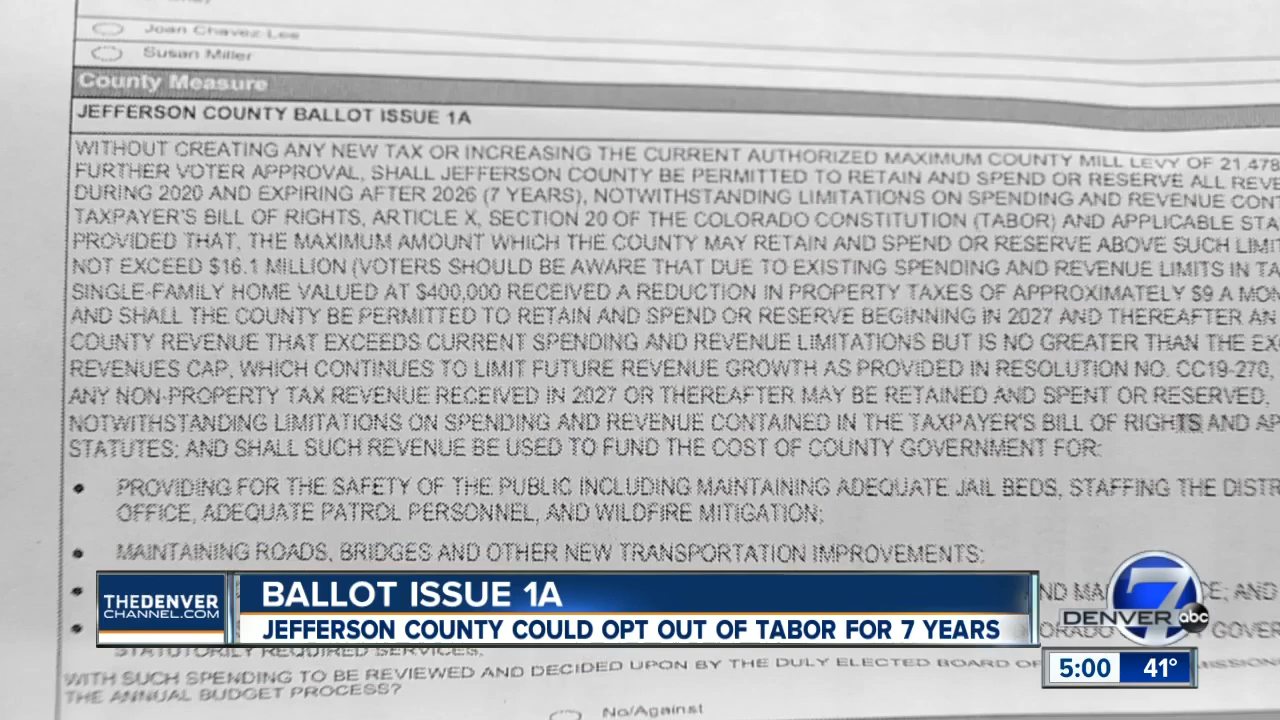 Joan Chavez Lee
Susan Miller
County Measure
JEFFERSON COUNTY BALLOT ISSUE 1A
WITHOUT CREATING ANY NEW TAX OR INCREASING THE CURRENT AUTHORIZED MAXIMUM COUNTY MILL LEVY OF 21.478
FURTHER VOTER APPROVAL, SHALL JEFFERSON COUNTY BE PERMITTED TO RETAIN AND SPEND OR RESERVE ALL REVE
DURING 2020 AND EXPIRING AFTER 2026 (7 YEARS), NOTWITHSTANDING LIMITATIONS ON SPENDING AND REVENUE CONT
TAXPAYER'S BILL OF RIGHTS, ARTICLE X, SECTION 20 OF THE COLORADO CONSTITUTION (TABOR) AND APPLICABLE STA
PROVIDED THAT, THE MAXIMUM AMOUNT WHICH THE COUNTY MAY RETAIN AND SPEND OR RESERVE ABOVE SUCH LIMIT
NOT EXCEED $16.1 MILLION (VOTERS SHOULD BE AWARE THAT DUE TO EXISTING SPENDING AND REVENUE LIMITS IN TA
SINGLE-FAMILY HOME VALUED AT $400,000 RECEIVED A REDUCTION IN PROPERTY TAXES OF APPROXIMATELY $9 A MON
AND SHALL THE COUNTY BE PERMITTED TO RETAIN AND SPEND OR RESERVE BEGINNING IN 2027 AND THEREAFTER AN
COUNTY REVENUE THAT EXCEEDS CURRENT SPENDING AND REVENUE LIMITATIONS BUT IS NO GREATER THAN THE EXC
REVENUES CAP, WHICH CONTINUES TO LIMIT FUTURE REVENUE GROWTH AS PROVIDED IN RESOLUTION NO. CC19-270,
ANY NON-PROPERTY TAX REVENUE RECEIVED IN 2027 OR THEREAFTER MAY BE RETAINED AND SPENT OR RESERVED,
NOTWITHSTANDING LIMITATIONS ON SPENDING AND REVENUE CONTAINED IN THE TAXPAYER'S BILL OF RIGHTS AND AP
STATUTES; AND SHALL SUCH REVENUE BE USED TO FUND THE COST OF COUNTY GOVERNMENT FOR:
• PROVIDING FOR THE SAFETY OF THE PUBLIC INCLUDING MAINTAINING ADEQUATE JAIL BEDS, STAFFING THE DISTR
OFFICE, ADEQUATE PATROL PERSONNEL, AND WILDFIRE MITIGATION;
• MAINTAINING ROADS, BRIDGES AND OTHER NEW TRANSPORTATION IMPROVEMENTS;
AND
STATUTORILY REQUIRED SERVICES,
WITH SUCH SPENDING TO BE REVIEWED AND DECIDED UPON BY THE DULY ELECTED BOARD OF
THE ANNUAL BUDGET PROCESS?
No/Against
THEDENVER
CHANNEL.COM
BALLOT ISSUE 1A
JEFFERSON COUNTY COULD OPT OUT OF TABOR FOR 7 YEARS
7
DENVER abc
5:00 41°